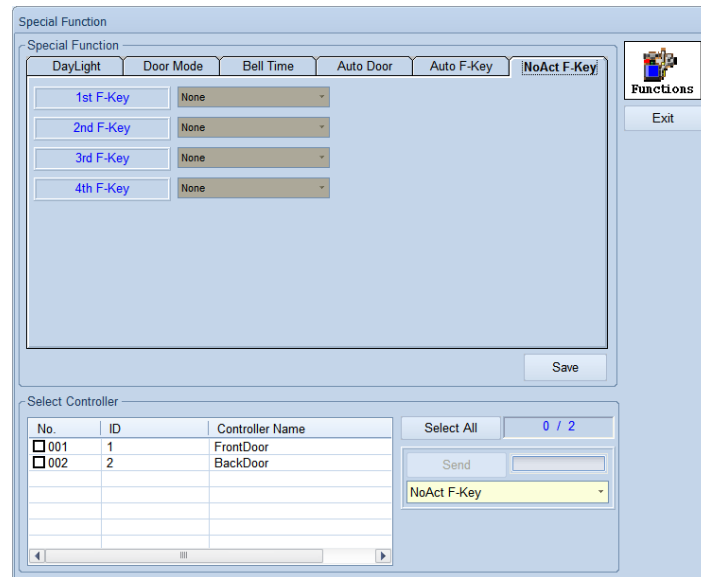 Special Function
Special Function
DayLight Door Mode Bell Time Auto Door Auto F-Key NoAct F-Key
Functions
1st F-Key None
Exit
2nd F-Key None
3rd F-Key None
4th F-Key None
Save
Select Controller
No. ID Controller Name
Select All 0 / 2
001 1 FrontDoor
002 2 BackDoor
Send
NoAct F-Key